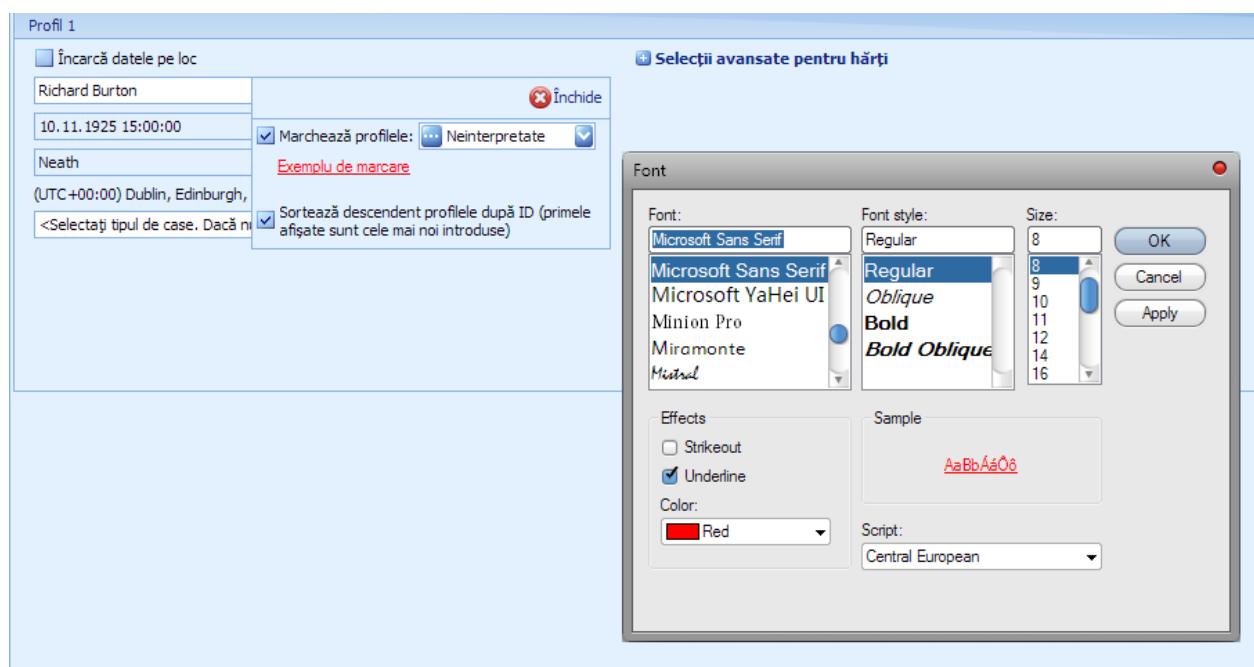 Profil 1
Încarcă datele pe loc
Selecții avansate pentru hărți
Richard Burton
Închide
10.11.1925 15:00:00
Marchează profilele:
Neinterpretate
Neath
Exemplu de marcare
(UTC+00:00) Dublin, Edinburgh,
Sortează descendent profilele după ID (primele
afișate sunt cele mai noi introduse)
<Selectați tipul de case. Dacă nu
Font
Font:
Font style:
Size:
Microsoft Sans Serif
Regular
8
OK
Microsoft Sans Serif
Microsoft YaHei UI
Minion Pro
Miramonte
Mistral
Regular
Oblique
Bold
Bold Oblique
8
9
10
11
12
14
16
Cancel
Apply
Effects
Strikeout
Underline
Color:
Red
Sample
AaBbÁáÔô
Script:
Central European